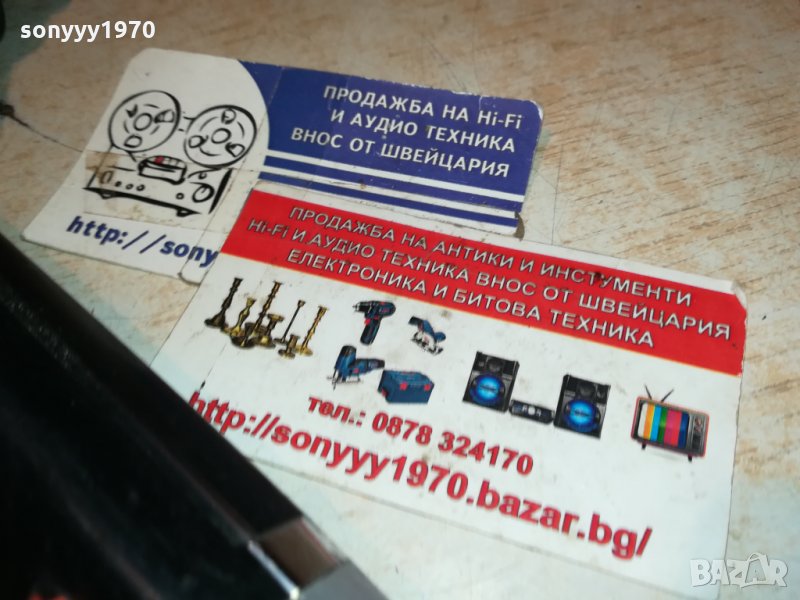 sonyyy1970
ПРОДАЖБА НА Hi-Fi
И АУДИО ТЕХНИКА
ВНОС ОТ ШВЕЙЦАРИЯ
http://sony
ПРОДАЖБА НА АНТИКИ И ИНСТУМЕНТИ
Hi-Fi И АУДИО ТЕХНИКА ВНОС ОТ ШВЕЙЦАРИЯ
ЕЛЕКТРОНИКА И БИТОВА ТЕХНИКА
тел.: 0878 324170
http://sonyyy1970.bazar.bg/
BAZAR